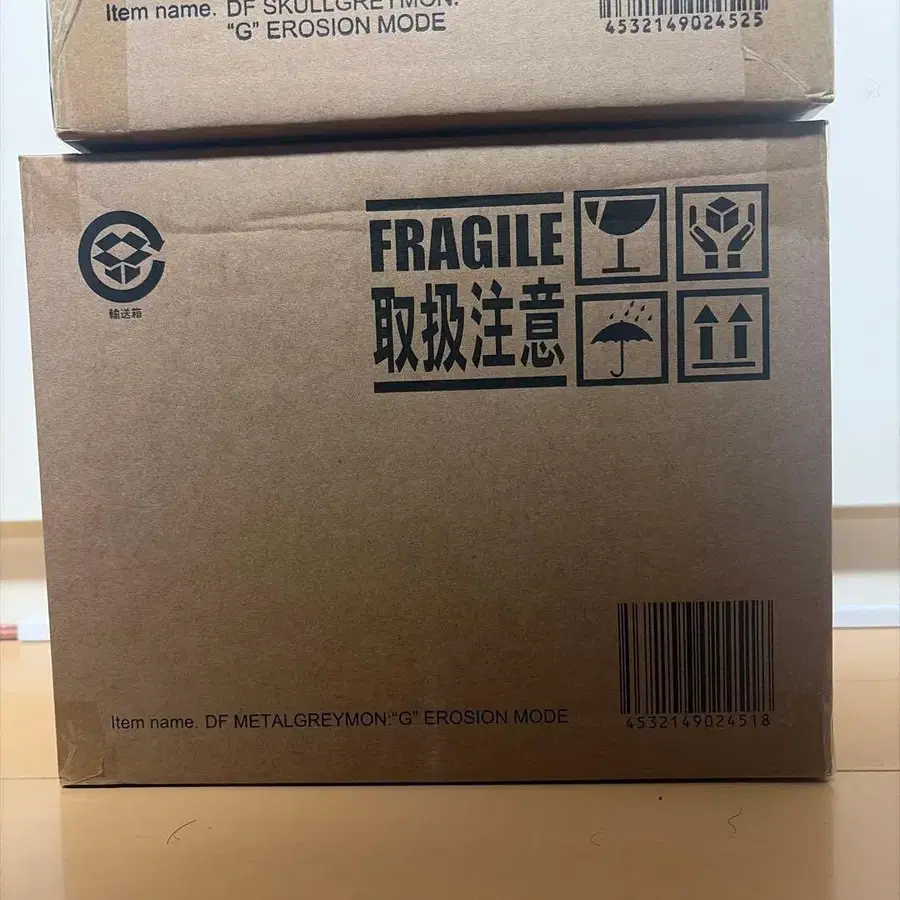 Item name. DF SKULLGREYMON:
“G” EROSION MODE
4532149024525
FRAGILE
取扱注意
輸送箱
Item name. DF METALGREYMON:“G” EROSION MODE
4532149024518